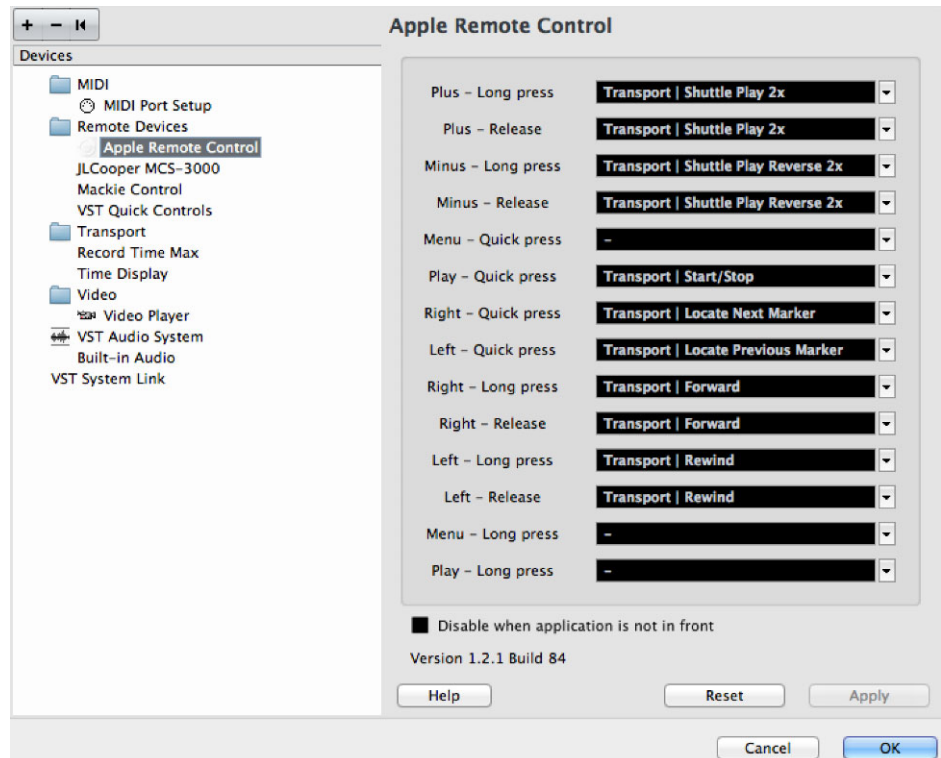 + -
Apple Remote Control
Devices
MIDI
MIDI Port Setup
Remote Devices
Apple Remote Control
JLCooper MCS-3000
Mackie Control
VST Quick Controls
Transport
Record Time Max
Time Display
Video
Video Player
VST Audio System
Built-in Audio
VST System Link
Plus – Long press Transport | Shuttle Play 2x
Plus – Release Transport | Shuttle Play 2x
Minus – Long press Transport | Shuttle Play Reverse 2x
Minus – Release Transport | Shuttle Play Reverse 2x
Menu – Quick press –
Play – Quick press Transport | Start/Stop
Right – Quick press Transport | Locate Next Marker
Left – Quick press Transport | Locate Previous Marker
Right – Long press Transport | Forward
Right – Release Transport | Forward
Left – Long press Transport | Rewind
Left – Release Transport | Rewind
Menu – Long press –
Play – Long press –
Disable when application is not in front
Version 1.2.1 Build 84
Help Reset Apply
Cancel OK